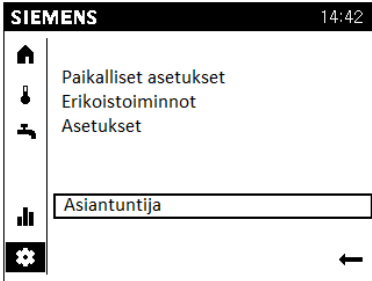 SIEMENS 14:42
Paikalliset asetukset
Erikoistoiminnot
Asetukset
Asiantuntija